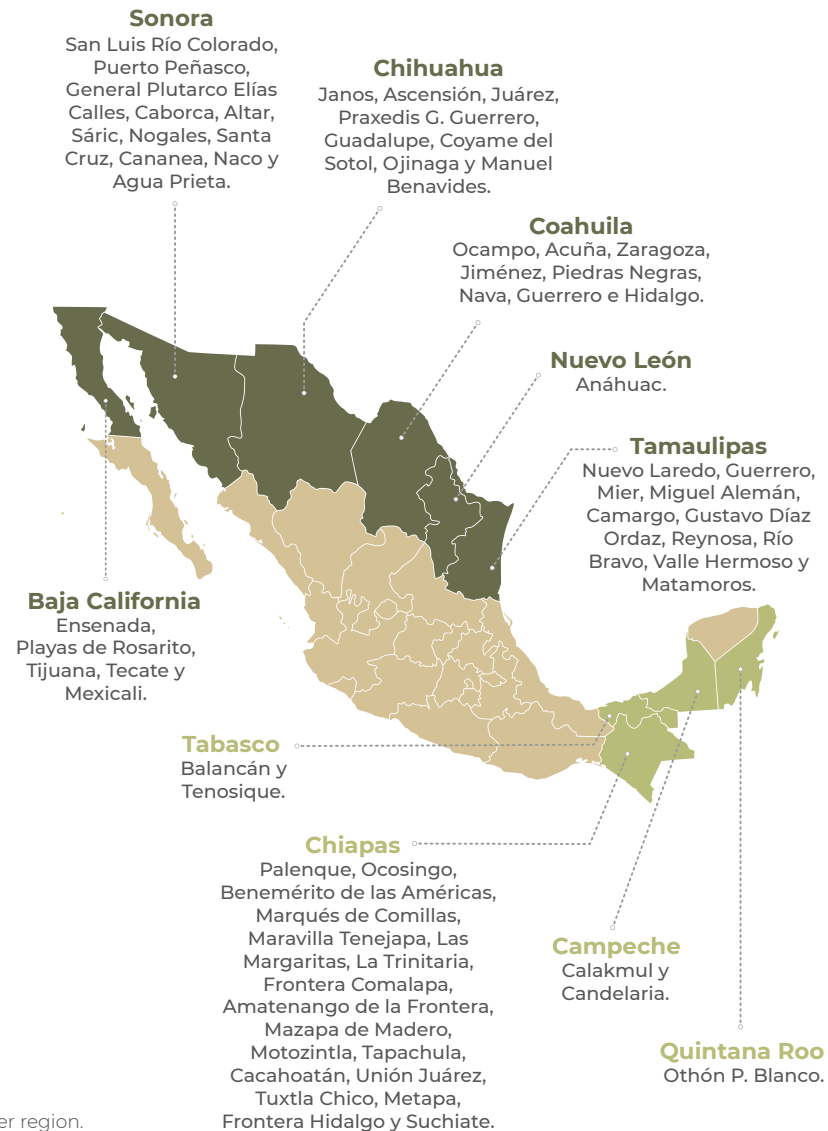 Sonora
San Luis Río Colorado,
Puerto Peñasco,
General Plutarco Elías
Calles, Caborca, Altar,
Sáric, Nogales, Santa
Cruz, Cananea, Naco y
Agua Prieta.
Chihuahua
Janos, Ascensión, Juárez,
Praxedis G. Guerrero,
Guadalupe, Coyame del
Sotol, Ojinaga y Manuel
Benavides.
Coahuila
Ocampo, Acuña, Zaragoza,
Jiménez, Piedras Negras,
Nava, Guerrero e Hidalgo.
Nuevo León
Anáhuac.
Tamaulipas
Nuevo Laredo, Guerrero,
Mier, Miguel Alemán,
Camargo, Gustavo Díaz
Ordaz, Reynosa, Río
Bravo, Valle Hermoso y
Matamoros.
Baja California
Ensenada,
Playas de Rosarito,
Tijuana, Tecate y
Mexicali.
Tabasco
Balancán y
Tenosique.
Chiapas
Palenque, Ocosingo,
Benemérito de las Américas,
Marqués de Comillas,
Maravilla Tenejapa, Las
Margaritas, La Trinitaria,
Frontera Comalapa,
Amatenango de la Frontera,
Mazapa de Madero,
Motozintla, Tapachula,
Cacahoatán, Unión Juárez,
Tuxtla Chico, Metapa,
Frontera Hidalgo y Suchiate.
Campeche
Calakmul y
Candelaria.
Quintana Roo
Othón P. Blanco.
er region.